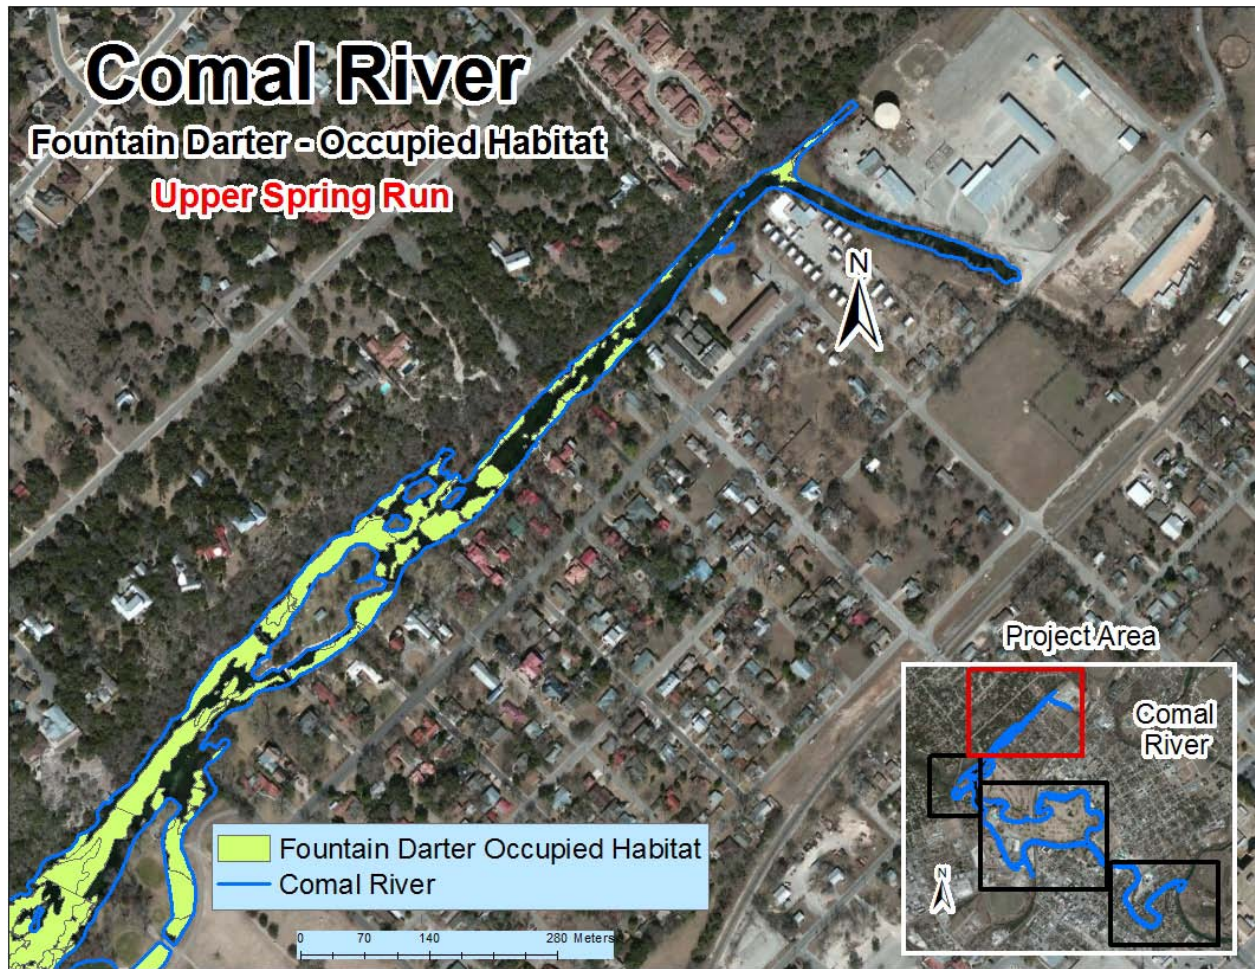 Comal River
Fountain Darter - Occupied Habitat
Upper Spring Run
N
Project Area
Comal
River
N
Fountain Darter Occupied Habitat
Comal River
0 70 140 280 Meters